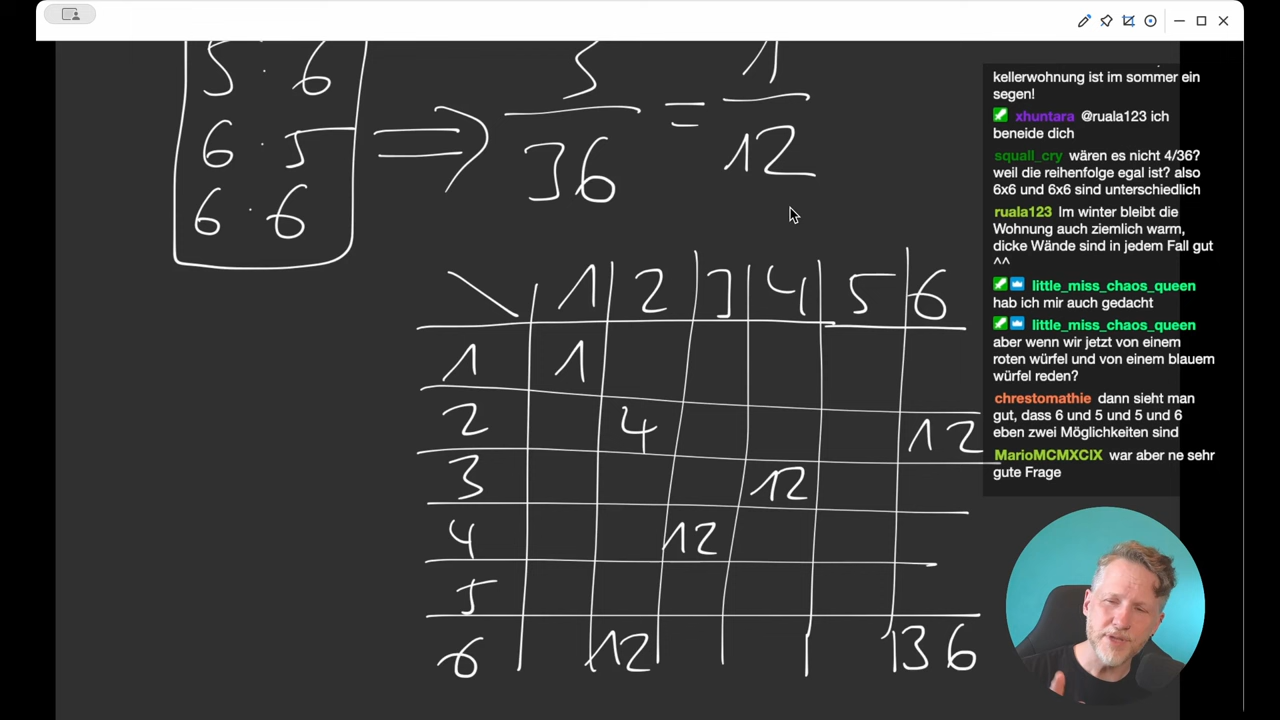 5 · 6
6 · 5
6 · 6
⟹ 3/36 = 1/12
\ 1 2 3 4 5 6
1 1
2 4 12
3 12
4 12
5
6 12 36
kellerwohnung ist im sommer ein
segen!
xhuntara @ruala123 ich
beneide dich
squall_cry wären es nicht 4/36?
weil die reihenfolge egal ist? also
6x6 und 6x6 sind unterschiedlich
ruala123 Im winter bleibt die
Wohnung auch ziemlich warm,
dicke Wände sind in jedem Fall gut
^^
little_miss_chaos_queen
hab ich mir auch gedacht
little_miss_chaos_queen
aber wenn wir jetzt von einem
roten würfel und von einem blauem
würfel reden?
chrestomathie dann sieht man
gut, dass 6 und 5 und 5 und 6
eben zwei Möglichkeiten sind
MarioMCMXCIX war aber ne sehr
gute Frage